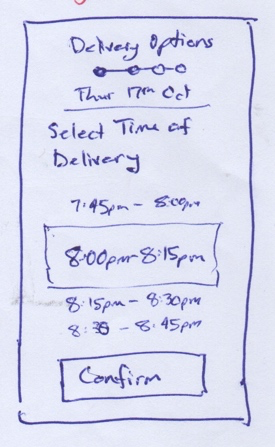 Delivery Options
Thur 17th Oct
Select Time of
Delivery
7:45pm - 8:00pm
8:00pm-8:15pm
8:15pm - 8:30pm
8:30 - 8:45pm
Confirm